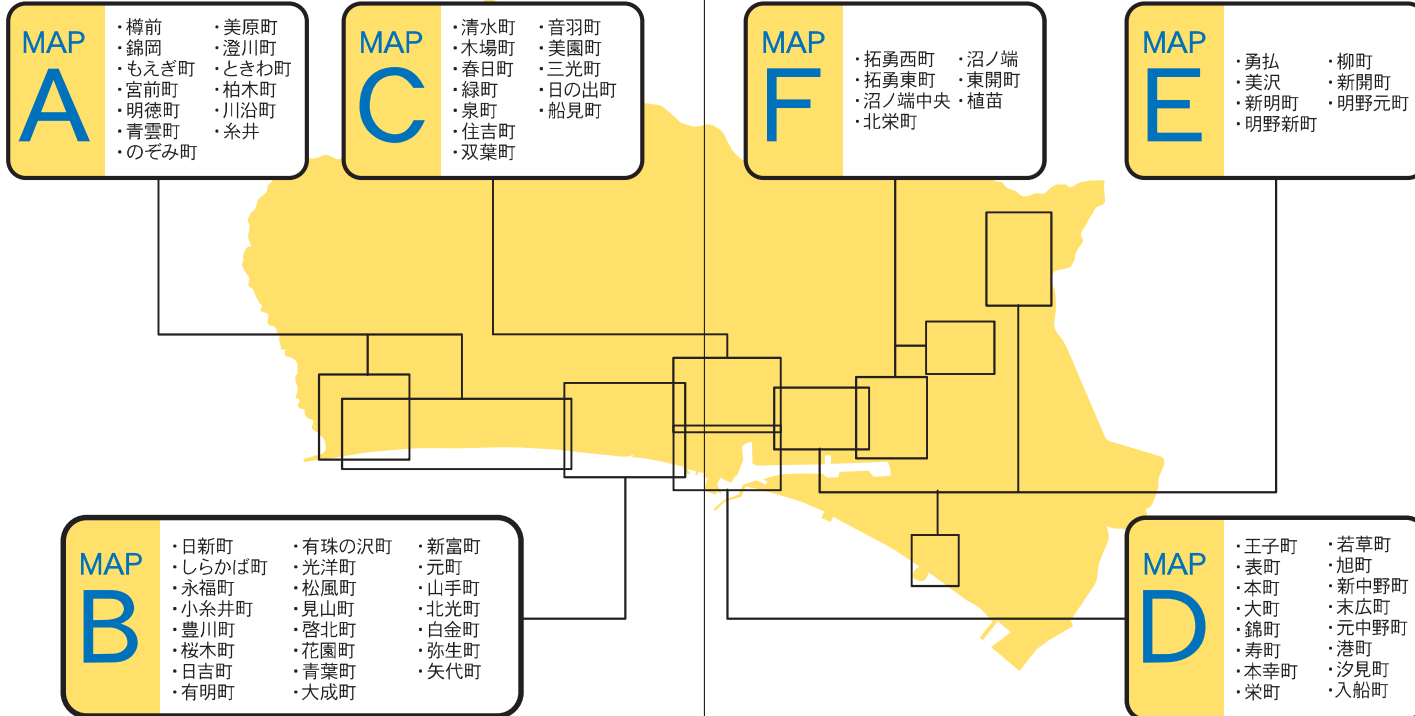 MAP
A
・樽前
・錦岡
・もえぎ町
・宮前町
・明徳町
・青雲町
・のぞみ町
・美原町
・澄川町
・ときわ町
・柏木町
・川沿町
・糸井
MAP
C
・清水町
・木場町
・春日町
・緑町
・泉町
・住吉町
・双葉町
・音羽町
・美園町
・三光町
・日の出町
・船見町
MAP
F
・拓勇西町
・拓勇東町
・沼ノ端中央
・北栄町
・沼ノ端
・東開町
・植苗
MAP
E
・勇払
・美沢
・新明町
・明野新町
・柳町
・新開町
・明野元町
MAP
B
・日新町
・しらかば町
・永福町
・小糸井町
・豊川町
・桜木町
・日吉町
・有明町
・有珠の沢町
・光洋町
・松風町
・見山町
・啓北町
・花園町
・青葉町
・大成町
・新富町
・元町
・山手町
・北光町
・白金町
・弥生町
・矢代町
MAP
D
・王子町
・表町
・本町
・大町
・錦町
・寿町
・本幸町
・栄町
・若草町
・旭町
・新中野町
・末広町
・元中野町
・港町
・汐見町
・入船町